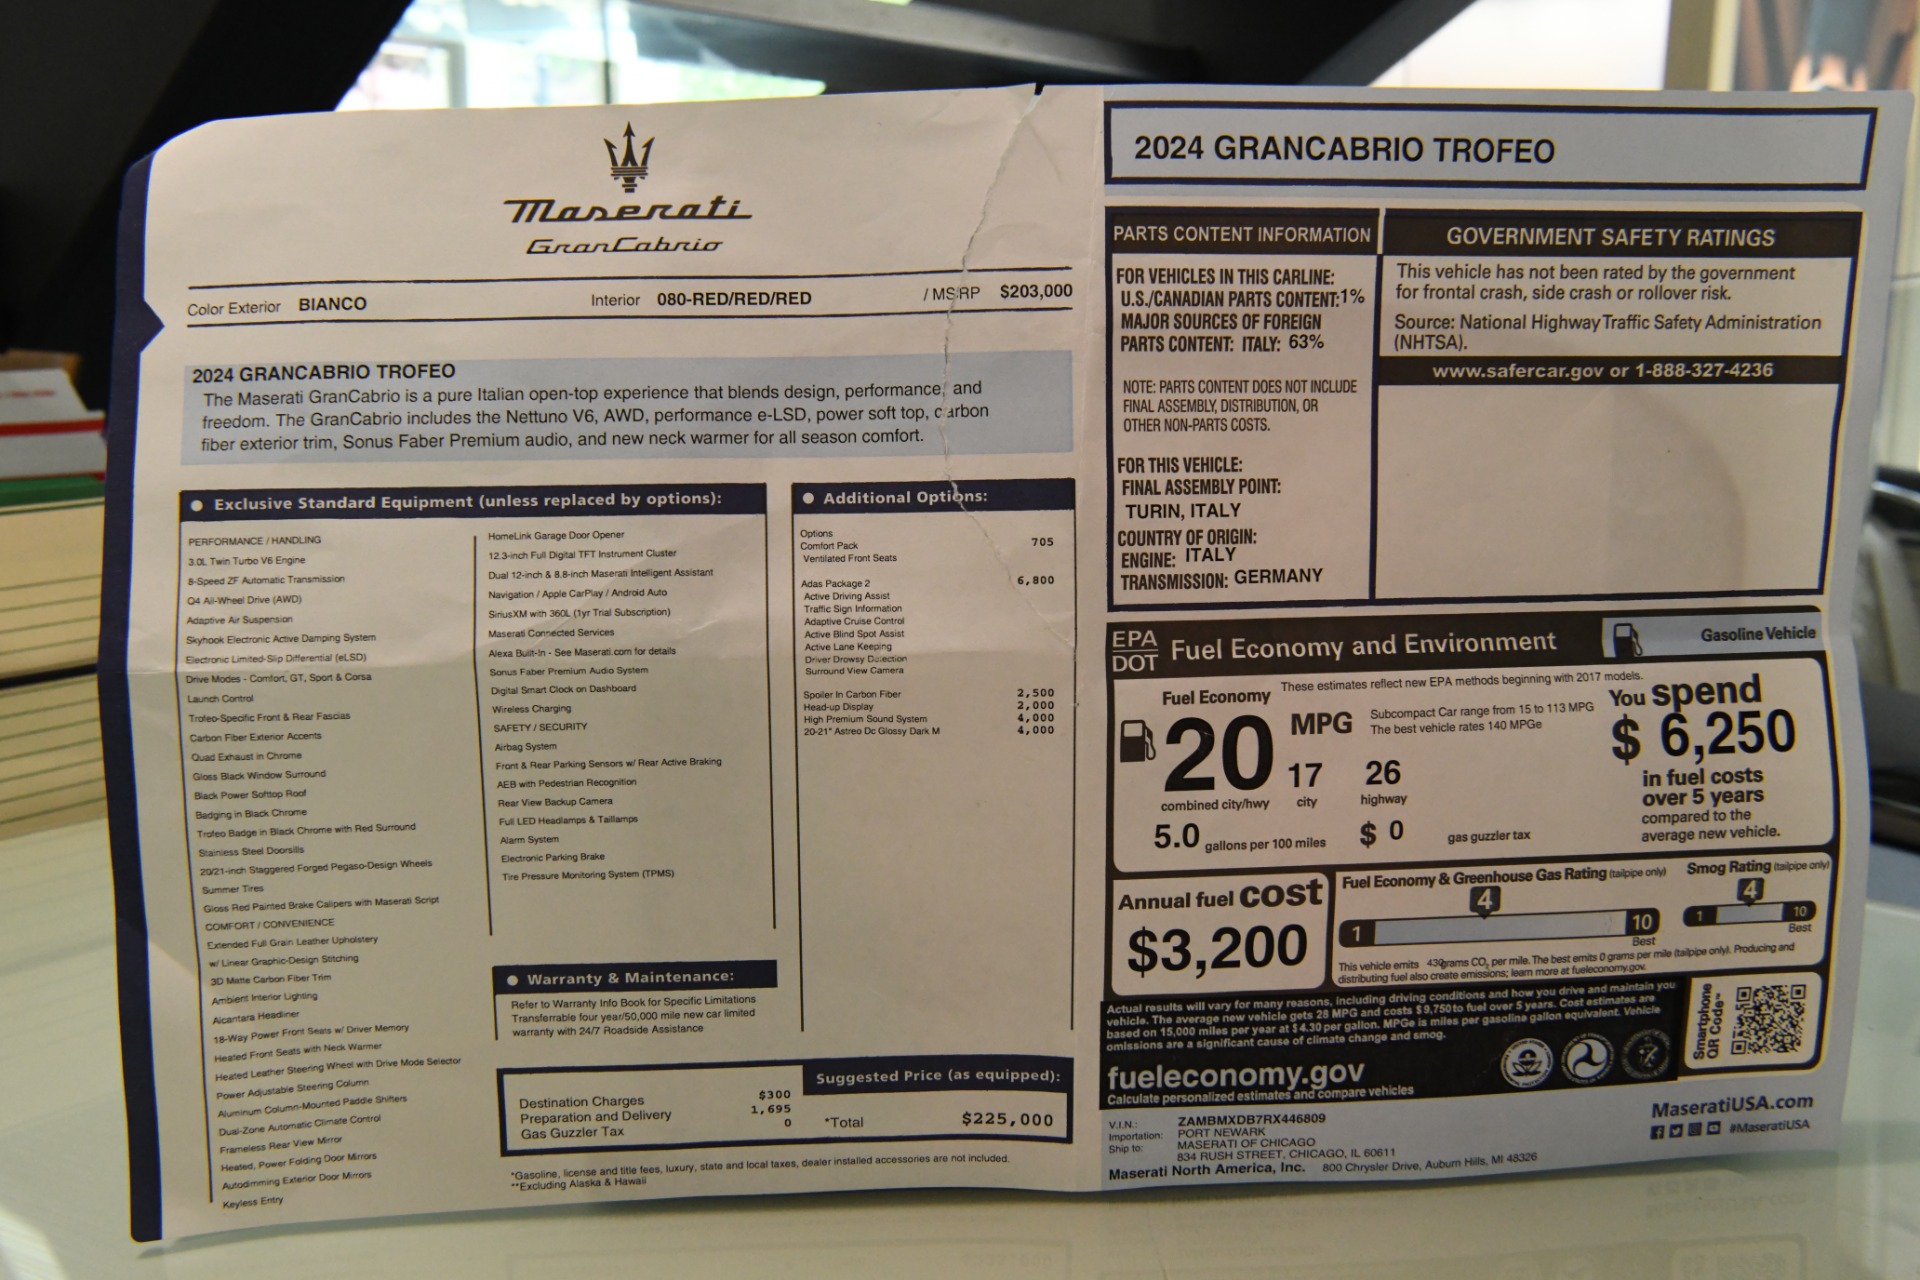 Maserati
GranCabrio
Color Exterior BIANCO Interior 080-RED/RED/RED / MSRP $203,000
2024 GRANCABRIO TROFEO
The Maserati GranCabrio is a pure Italian open-top experience that blends design, performance, and
freedom. The GranCabrio includes the Nettuno V6, AWD, performance e-LSD, power soft top, carbon
fiber exterior trim, Sonus Faber Premium audio, and new neck warmer for all season comfort.
Exclusive Standard Equipment (unless replaced by options):
PERFORMANCE / HANDLING
3.0L Twin Turbo V6 Engine
8-Speed ZF Automatic Transmission
Q4 All-Wheel Drive (AWD)
Adaptive Air Suspension
Skyhook Electronic Active Damping System
Electronic Limited-Slip Differential (eLSD)
Drive Modes - Comfort, GT, Sport & Corsa
Launch Control
Trofeo-Specific Front & Rear Fascias
Carbon Fiber Exterior Accents
Quad Exhaust in Chrome
Gloss Black Window Surround
Black Power Softtop Roof
Badging in Black Chrome
Trofeo Badge in Black Chrome with Red Surround
Stainless Steel Doorsills
20/21-inch Staggered Forged Pegaso-Design Wheels
Summer Tires
Gloss Red Painted Brake Calipers with Maserati Script
COMFORT / CONVENIENCE
Extended Full Grain Leather Upholstery
w/ Linear Graphic-Design Stitching
3D Matte Carbon Fiber Trim
Ambient Interior Lighting
Alcantara Headliner
18-Way Power Front Seats w/ Driver Memory
Heated Front Seats with Neck Warmer
Heated Leather Steering Wheel with Drive Mode Selector
Power Adjustable Steering Column
Aluminum Column-Mounted Paddle Shifters
Dual-Zone Automatic Climate Control
Frameless Rear View Mirror
Heated, Power Folding Door Mirrors
Autodimming Exterior Door Mirrors
Keyless Entry
HomeLink Garage Door Opener
12.3-inch Full Digital TFT Instrument Cluster
Dual 12-inch & 8.8-inch Maserati Intelligent Assistant
Navigation / Apple CarPlay / Android Auto
SiriusXM with 360L (1yr Trial Subscription)
Maserati Connected Services
Alexa Built-In - See Maserati.com for details
Sonus Faber Premium Audio System
Digital Smart Clock on Dashboard
Wireless Charging
SAFETY / SECURITY
Airbag System
Front & Rear Parking Sensors w/ Rear Active Braking
AEB with Pedestrian Recognition
Rear View Backup Camera
Full LED Headlamps & Taillamps
Alarm System
Electronic Parking Brake
Tire Pressure Monitoring System (TPMS)
Additional Options:
Options
Comfort Pack 705
Ventilated Front Seats
Adas Package 2 6,800
Active Driving Assist
Traffic Sign Information
Adaptive Cruise Control
Active Blind Spot Assist
Active Lane Keeping
Driver Drowsy Detection
Surround View Camera
Spoiler In Carbon Fiber 2,500
Head-up Display 2,000
High Premium Sound System 4,000
20-21" Astreo Dc Glossy Dark M 4,000
Warranty & Maintenance:
Refer to Warranty Info Book for Specific Limitations
Transferrable four year/50,000 mile new car limited
warranty with 24/7 Roadside Assistance
Destination Charges $300
Preparation and Delivery 1,695
Gas Guzzler Tax 0
Suggested Price (as equipped):
*Total $225,000
*Gasoline, license and title fees, luxury, state and local taxes, dealer installed accessories are not included.
**Excluding Alaska & Hawaii
2024 GRANCABRIO TROFEO
PARTS CONTENT INFORMATION
FOR VEHICLES IN THIS CARLINE:
U.S./CANADIAN PARTS CONTENT:1%
MAJOR SOURCES OF FOREIGN
PARTS CONTENT: ITALY: 63%
NOTE: PARTS CONTENT DOES NOT INCLUDE
FINAL ASSEMBLY, DISTRIBUTION, OR
OTHER NON-PARTS COSTS.
FOR THIS VEHICLE:
FINAL ASSEMBLY POINT:
TURIN, ITALY
COUNTRY OF ORIGIN:
ENGINE: ITALY
TRANSMISSION: GERMANY
GOVERNMENT SAFETY RATINGS
This vehicle has not been rated by the government
for frontal crash, side crash or rollover risk.
Source: National Highway Traffic Safety Administration
(NHTSA).
www.safercar.gov or 1-888-327-4236
EPA
DOT
Fuel Economy and Environment
Gasoline Vehicle
Fuel Economy
These estimates reflect new EPA methods beginning with 2017 models.
20 MPG
combined city/hwy
17
city
26
highway
Subcompact Car range from 15 to 113 MPG
The best vehicle rates 140 MPGe
5.0 gallons per 100 miles
$ 0 gas guzzler tax
You spend
$ 6,250
in fuel costs
over 5 years
compared to the
average new vehicle.
Annual fuel cost
$3,200
Fuel Economy & Greenhouse Gas Rating (tailpipe only)
4
1 10
Best
Smog Rating (tailpipe only)
4
1 10
Best
This vehicle emits 430grams CO2 per mile. The best emits 0 grams per mile (tailpipe only). Producing and
distributing fuel also create emissions; learn more at fueleconomy.gov.
Actual results will vary for many reasons, including driving conditions and how you drive and maintain you
vehicle. The average new vehicle gets 28 MPG and costs $9,750to fuel over 5 years. Cost estimates are
based on 15,000 miles per year at $4.30 per gallon. MPGe is miles per gasoline gallon equivalent. Vehicle
omissions are a significant cause of climate change and smog.
fueleconomy.gov
Calculate personalized estimates and compare vehicles
Smartphone
QR Code™
V.I.N.: ZAMBMXDB7RX446809
Importation: PORT NEWARK
Ship to: MASERATI OF CHICAGO
834 RUSH STREET, CHICAGO, IL 60611
Maserati North America, Inc. 800 Chrysler Drive, Auburn Hills, MI 48326
MaseratiUSA.com
#MaseratiUSA